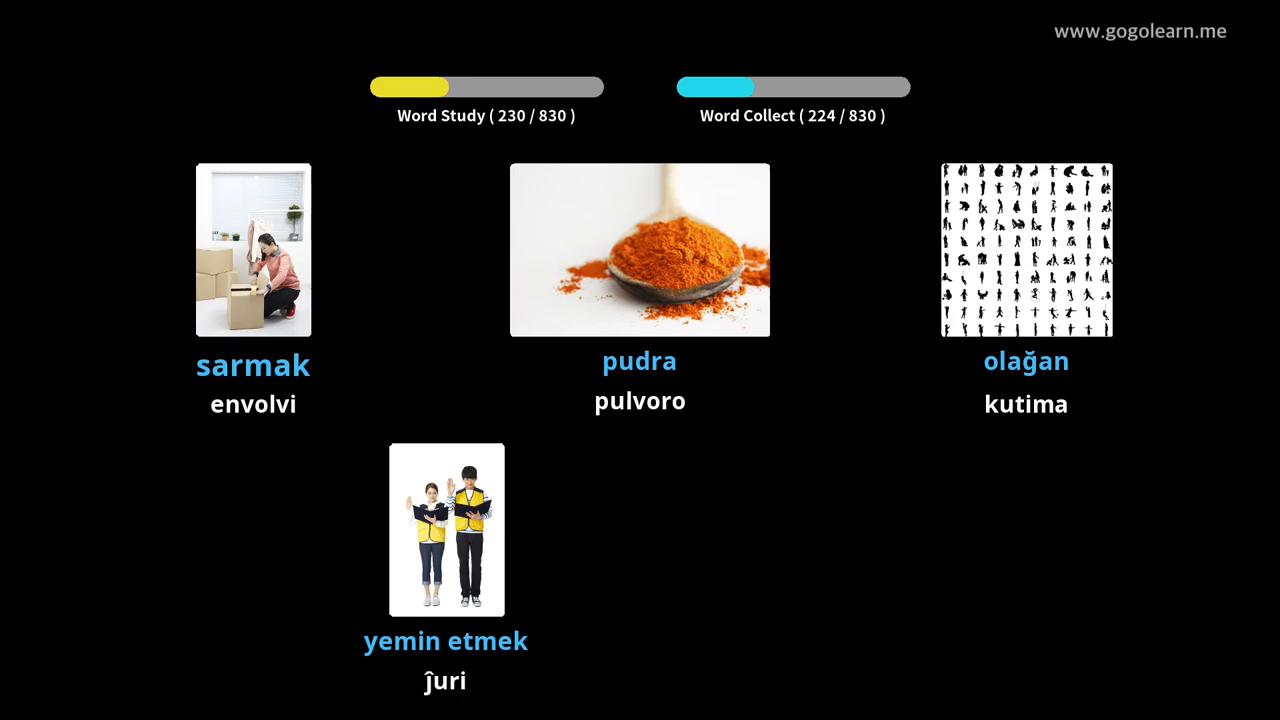 www.gogolearn.me
Word Study ( 230 / 830 )
Word Collect ( 224 / 830 )
sarmak
envolvi
pudra
pulvoro
olağan
kutima
yemin etmek
ĵuri